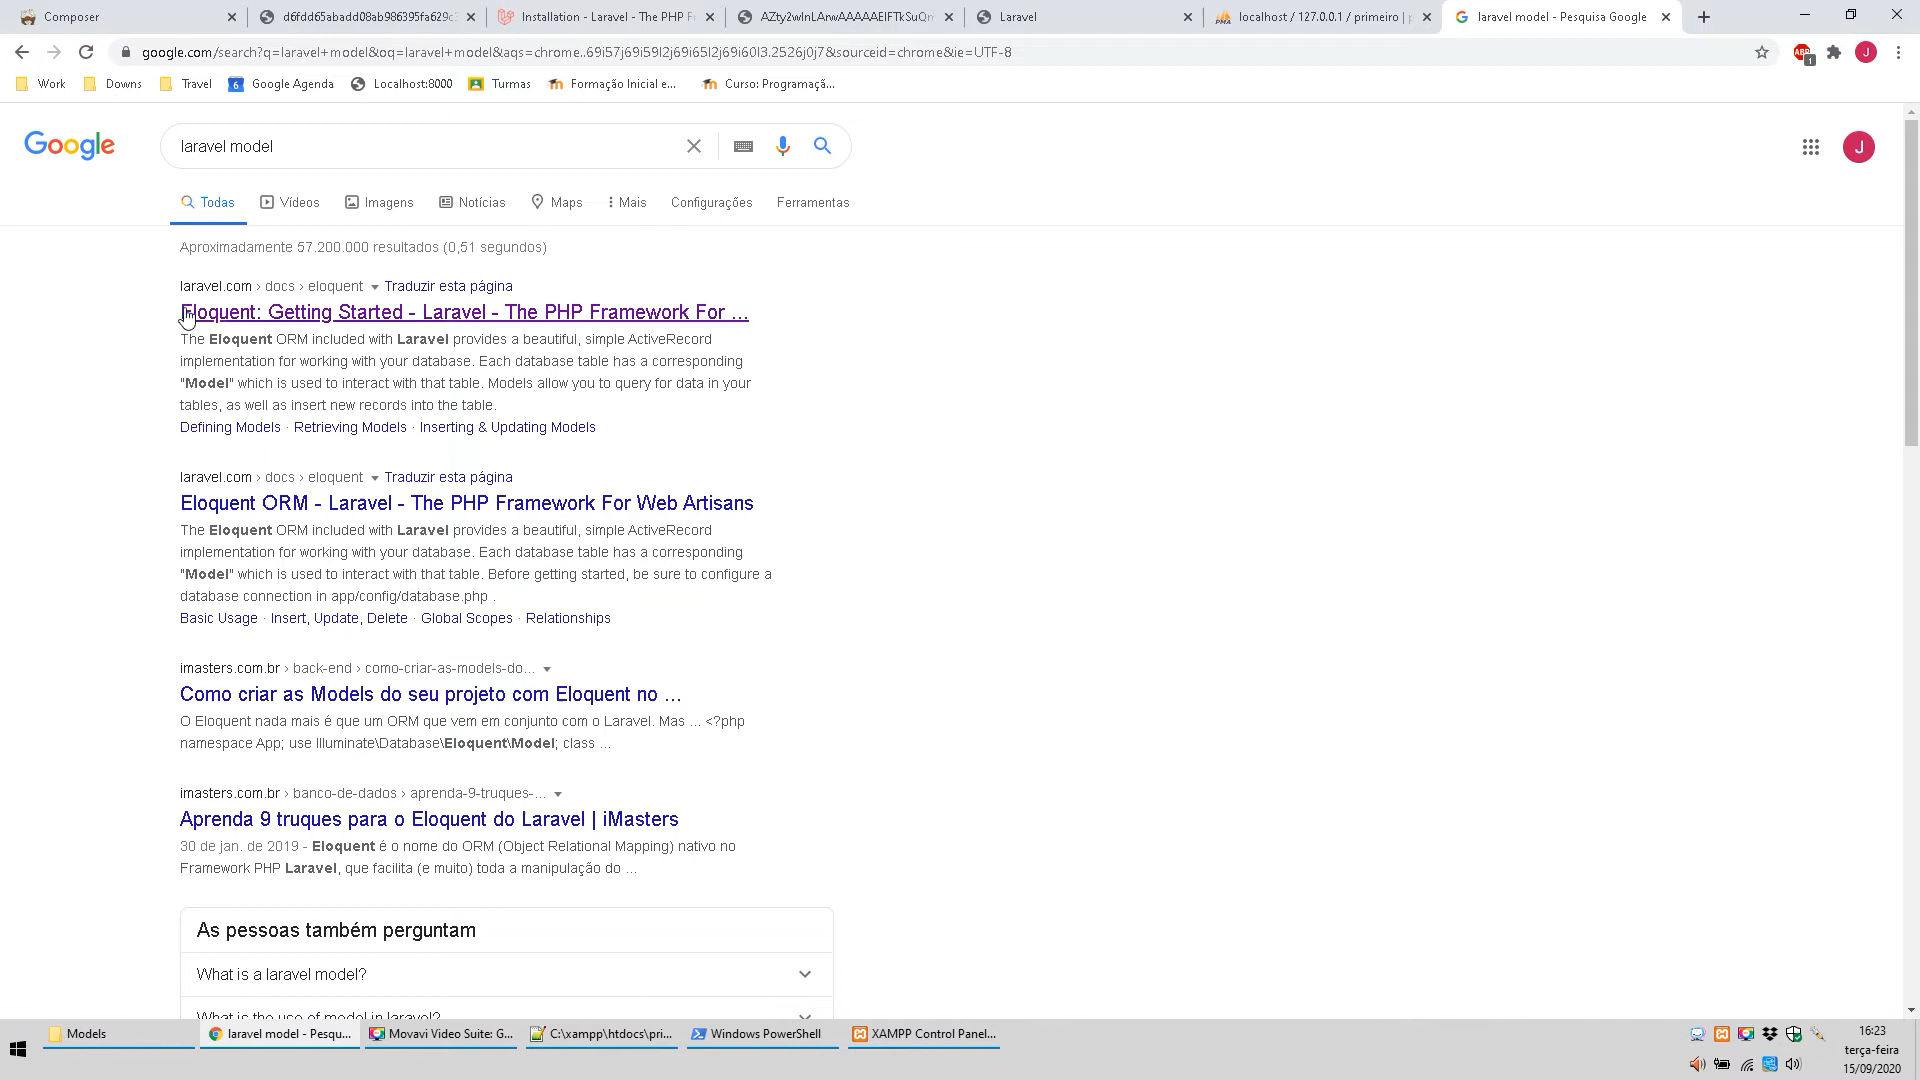 Composer
Installation - Laravel - The PHP F
Laravel
localhost / 127.0.0.1 / primeiro | p
laravel model - Pesquisa Google
google.com/search?q=laravel+model&oq=laravel+model&aqs=chrome..69i57j69i59l2j69i65l2j69i60l3.2526j0j7&sourceid=chrome&ie=UTF-8
ABP
1
J
Work
Downs
Travel
6
Google Agenda
Localhost:8000
Turmas
Formação Inicial e...
Curso: Programaçã...
Google
laravel model
J
Todas
Vídeos
Imagens
Notícias
Maps
Mais
Configurações
Ferramentas
Aproximadamente 57.200.000 resultados (0,51 segundos)
laravel.com › docs › eloquent Traduzir esta página
Eloquent: Getting Started - Laravel - The PHP Framework For ...
The Eloquent ORM included with Laravel provides a beautiful, simple ActiveRecord
implementation for working with your database. Each database table has a corresponding
"Model" which is used to interact with that table. Models allow you to query for data in your
tables, as well as insert new records into the table.
Defining Models · Retrieving Models · Inserting & Updating Models
laravel.com › docs › eloquent Traduzir esta página
Eloquent ORM - Laravel - The PHP Framework For Web Artisans
The Eloquent ORM included with Laravel provides a beautiful, simple ActiveRecord
implementation for working with your database. Each database table has a corresponding
"Model" which is used to interact with that table. Before getting started, be sure to configure a
database connection in app/config/database.php .
Basic Usage · Insert, Update, Delete · Global Scopes · Relationships
imasters.com.br › back-end › como-criar-as-models-do...
Como criar as Models do seu projeto com Eloquent no ...
O Eloquent nada mais é que um ORM que vem em conjunto com o Laravel. Mas ... <?php
namespace App; use Illuminate\Database\Eloquent\Model; class ...
imasters.com.br › banco-de-dados › aprenda-9-truques-...
Aprenda 9 truques para o Eloquent do Laravel | iMasters
30 de jan. de 2019 - Eloquent é o nome do ORM (Object Relational Mapping) nativo no
Framework PHP Laravel, que facilita (e muito) toda a manipulação do ...
As pessoas também perguntam
What is a laravel model?
What is the use of model in laravel?
Models
laravel model - Pesqu...
Movavi Video Suite: G...
C:\xampp\htdocs\pri...
Windows PowerShell
XAMPP Control Panel...
16:23
terça-feira
15/09/2020